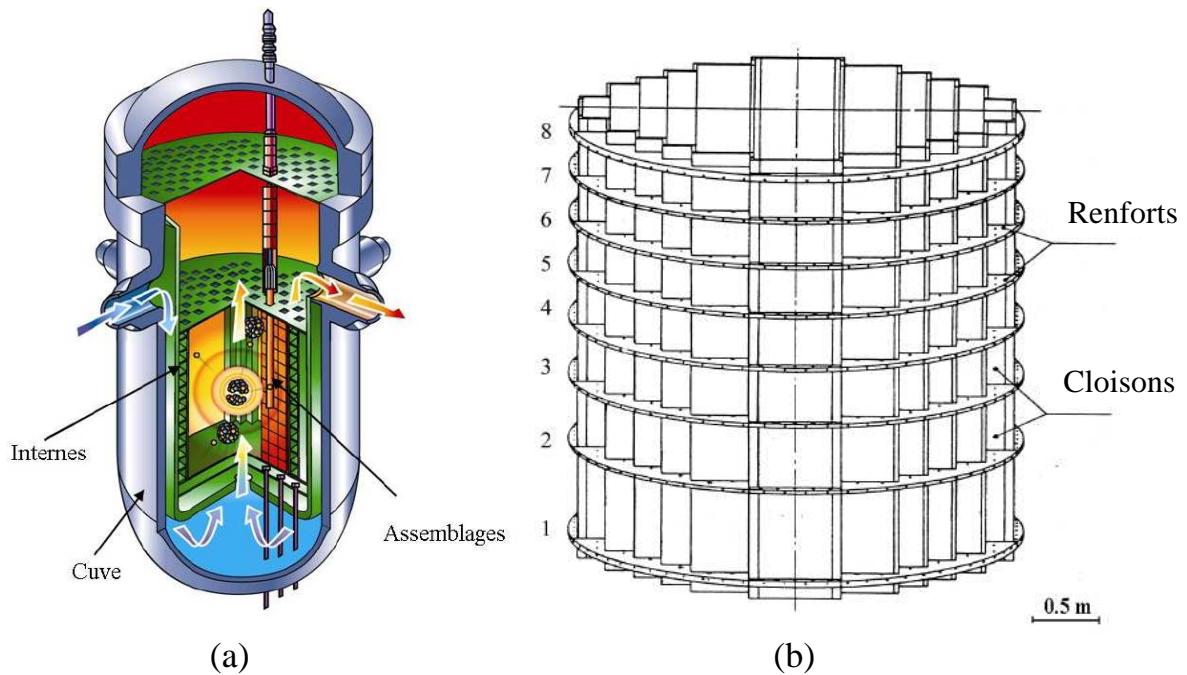 Internes
Cuve
Assemblages
(a)
8
7
6
5
4
3
2
1
Renforts
Cloisons
0.5 m
(b)